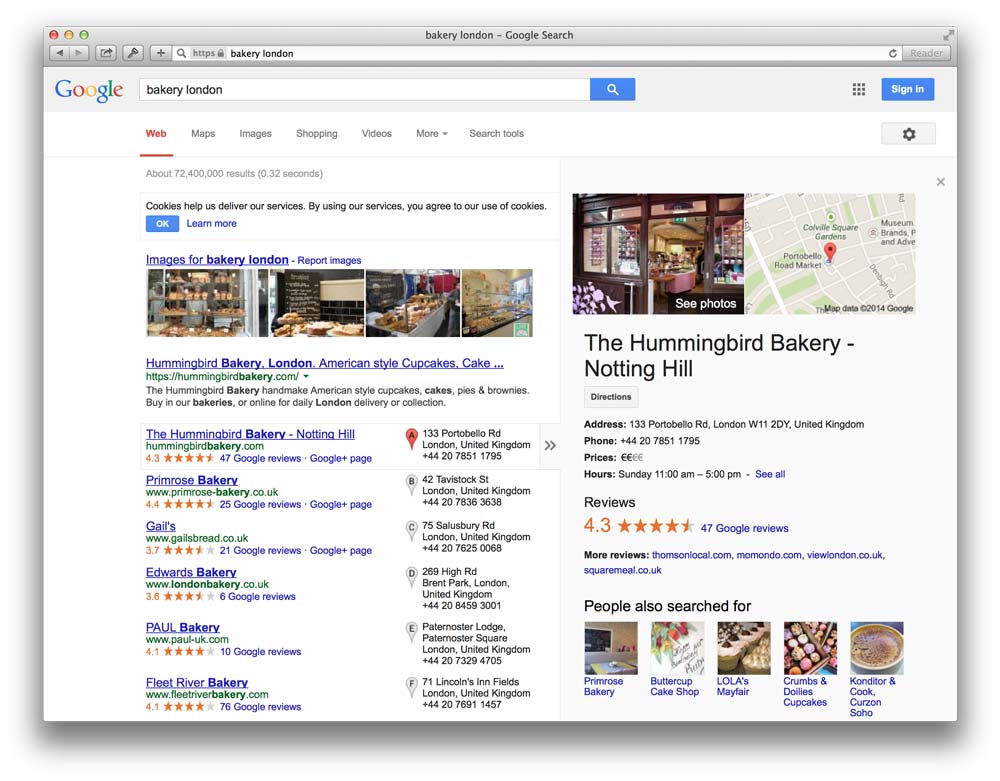 bakery london – Google Search
https bakery london
Reader
Google
bakery london
Sign in
Web Maps Images Shopping Videos More Search tools
About 72,400,000 results (0.32 seconds)
Cookies help us deliver our services. By using our services, you agree to our use of cookies.
OK Learn more
Images for bakery london - Report images
Hummingbird Bakery, London. American style Cupcakes, Cake ...
https://hummingbirdbakery.com/
The Hummingbird Bakery handmake American style cupcakes, cakes, pies & brownies.
Buy in our bakeries, or online for daily London delivery or collection.
The Hummingbird Bakery - Notting Hill
hummingbirdbakery.com
4.3 47 Google reviews · Google+ page
A
133 Portobello Rd
London, United Kingdom
+44 20 7851 1795
Primrose Bakery
www.primrose-bakery.co.uk
4.4 25 Google reviews · Google+ page
B
42 Tavistock St
London, United Kingdom
+44 20 7836 3638
Gail's
www.gailsbread.co.uk
3.7 21 Google reviews · Google+ page
C
75 Salusbury Rd
London, United Kingdom
+44 20 7625 0068
Edwards Bakery
www.londonbakery.co.uk
3.6 6 Google reviews
D
269 High Rd
Brent Park, London,
United Kingdom
+44 20 8459 3001
PAUL Bakery
www.paul-uk.com
4.1 10 Google reviews
E
Paternoster Lodge,
Paternoster Square
London, United Kingdom
+44 20 7329 4705
Fleet River Bakery
www.fleetriverbakery.com
4.1 76 Google reviews
F
71 Lincoln's Inn Fields
London, United Kingdom
+44 20 7691 1457
See photos
Colville Square
Gardens
Museum
Brands, P
and Adve
Portobello
Road Market
Denbigh Rd
Map data ©2014 Google
The Hummingbird Bakery -
Notting Hill
Directions
Address: 133 Portobello Rd, London W11 2DY, United Kingdom
Phone: +44 20 7851 1795
Prices: €€€€
Hours: Sunday 11:00 am – 5:00 pm - See all
Reviews
4.3 47 Google reviews
More reviews: thomsonlocal.com, momondo.com, viewlondon.co.uk,
squaremeal.co.uk
People also searched for
Primrose
Bakery
Buttercup
Cake Shop
LOLA's
Mayfair
Crumbs &
Doilies
Cupcakes
Konditor &
Cook,
Curzon
Soho